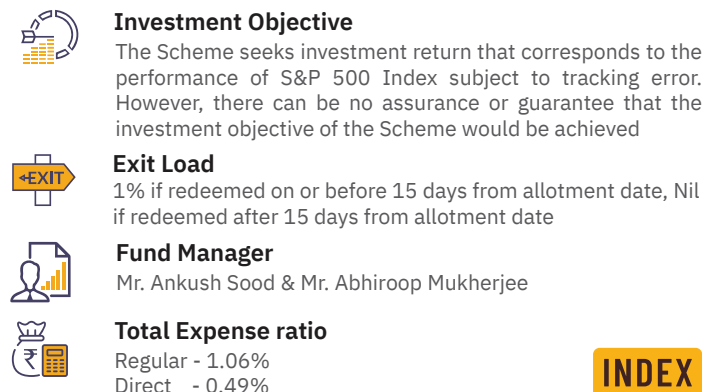 Investment Objective
The Scheme seeks investment return that corresponds to the
performance of S&P 500 Index subject to tracking error.
However, there can be no assurance or guarantee that the
investment objective of the Scheme would be achieved
EXIT
Exit Load
1% if redeemed on or before 15 days from allotment date, Nil
if redeemed after 15 days from allotment date
Fund Manager
Mr. Ankush Sood & Mr. Abhiroop Mukherjee
₹
Total Expense ratio
Regular - 1.06%
Direct - 0.49%
INDEX